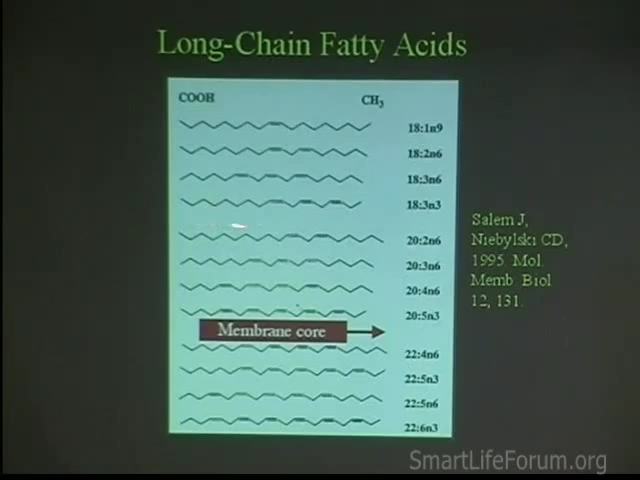 Long-Chain Fatty Acids
COOH
CH3
18:1n9
18:2n6
18:3n6
18:3n3
20:2n6
20:3n6
20:4n6
20:5n3
Membrane core
22:4n6
22:5n3
22:5n6
22:6n3
Salem J,
Niebylski CD,
1995. Mol.
Memb. Biol
12, 131.
SmartLifeForum.org